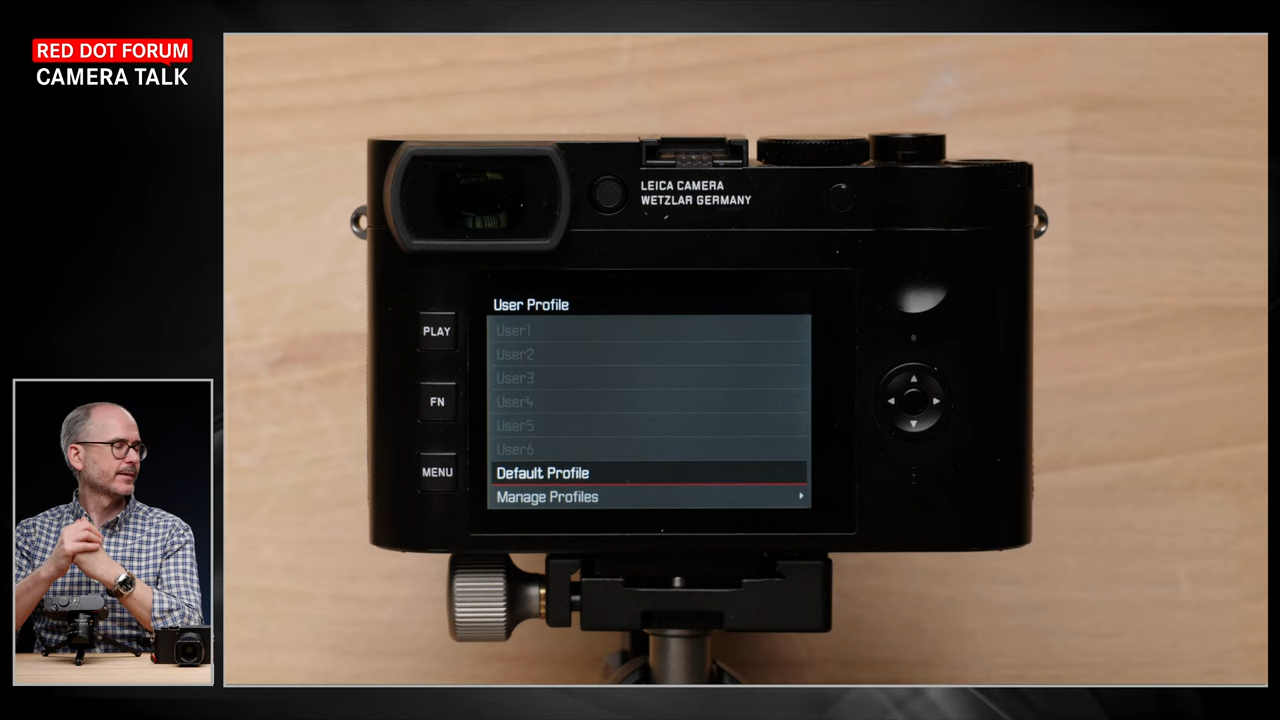 RED DOT FORUM
CAMERA TALK
LEICA CAMERA
WETZLAR GERMANY
User Profile
User1
User2
User3
User4
User5
User6
Default Profile
Manage Profiles
PLAY
FN
MENU